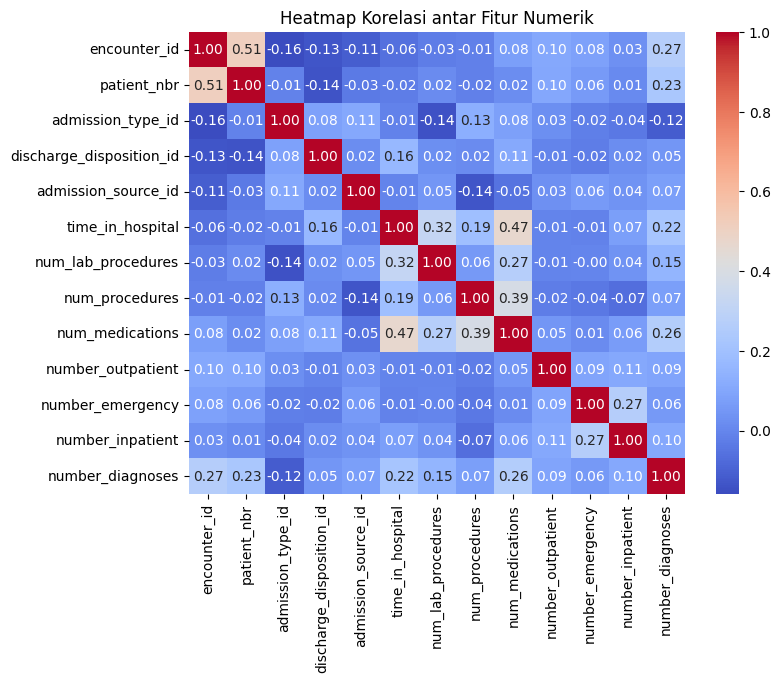 Heatmap Korelasi antar Fitur Numerik
encounter_id 1.00 0.51 -0.16 -0.13 -0.11 -0.06 -0.03 -0.01 0.08 0.10 0.08 0.03 0.27
patient_nbr 0.51 1.00 -0.01 -0.14 -0.03 -0.02 0.02 -0.02 0.02 0.10 0.06 0.01 0.23
admission_type_id -0.16 -0.01 1.00 0.08 0.11 -0.01 -0.14 0.13 0.08 0.03 -0.02 -0.04 -0.12
discharge_disposition_id -0.13 -0.14 0.08 1.00 0.02 0.16 0.02 0.02 0.11 -0.01 -0.02 0.02 0.05
admission_source_id -0.11 -0.03 0.11 0.02 1.00 -0.01 0.05 -0.14 -0.05 0.03 0.06 0.04 0.07
time_in_hospital -0.06 -0.02 -0.01 0.16 -0.01 1.00 0.32 0.19 0.47 -0.01 -0.01 0.07 0.22
num_lab_procedures -0.03 0.02 -0.14 0.02 0.05 0.32 1.00 0.06 0.27 -0.01 -0.00 0.04 0.15
num_procedures -0.01 -0.02 0.13 0.02 -0.14 0.19 0.06 1.00 0.39 -0.02 -0.04 -0.07 0.07
num_medications 0.08 0.02 0.08 0.11 -0.05 0.47 0.27 0.39 1.00 0.05 0.01 0.06 0.26
number_outpatient 0.10 0.10 0.03 -0.01 0.03 -0.01 -0.01 -0.02 0.05 1.00 0.09 0.11 0.09
number_emergency 0.08 0.06 -0.02 -0.02 0.06 -0.01 -0.00 -0.04 0.01 0.09 1.00 0.27 0.06
number_inpatient 0.03 0.01 -0.04 0.02 0.04 0.07 0.04 -0.07 0.06 0.11 0.27 1.00 0.10
number_diagnoses 0.27 0.23 -0.12 0.05 0.07 0.22 0.15 0.07 0.26 0.09 0.06 0.10 1.00
encounter_id
patient_nbr
admission_type_id
discharge_disposition_id
admission_source_id
time_in_hospital
num_lab_procedures
num_procedures
num_medications
number_outpatient
number_emergency
number_inpatient
number_diagnoses
1.0
0.8
0.6
0.4
0.2
0.0